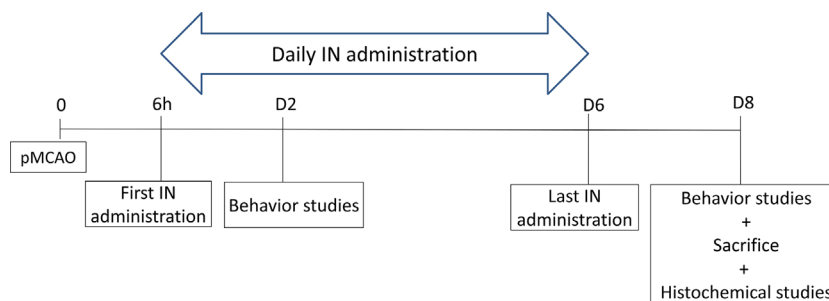 Daily IN administration
0
6h
D2
D6
D8
pMCAO
First IN
administration
Behavior studies
Last IN
administration
Behavior studies
+
Sacrifice
+
Histochemical studies